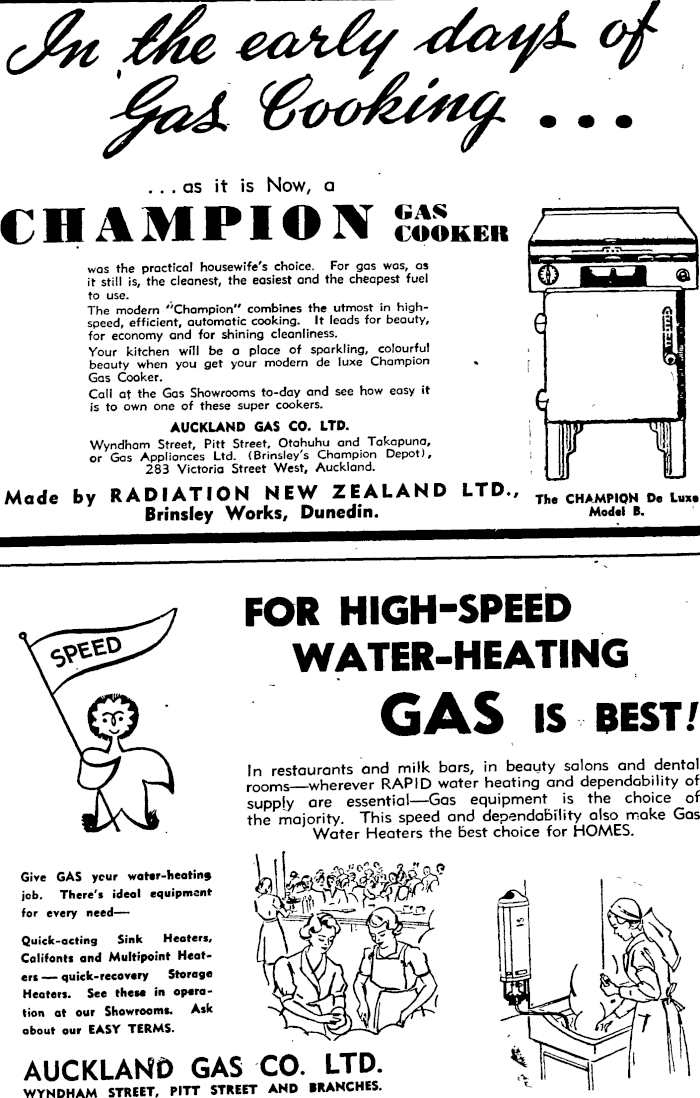 In the early days of
Gas Cooking ...
...as it is Now, a
CHAMPION GAS COOKER
was the practical housewife's choice. For gas was, as
it still is, the cleanest, the easiest and the cheapest fuel
to use.
The modern "Champion" combines the utmost in high-
speed, efficient, automatic cooking. It leads for beauty,
for economy and for shining cleanliness.
Your kitchen will be a place of sparkling, colourful
beauty when you get your modern de luxe Champion
Gas Cooker.
Call at the Gas Showrooms to-day and see how easy it
is to own one of these super cookers.
AUCKLAND GAS CO. LTD.
Wyndham Street, Pitt Street, Otahuhu and Takapuna,
or Gas Appliances Ltd. (Brinsley's Champion Depot),
283 Victoria Street West, Auckland.
Made by RADIATION NEW ZEALAND LTD.,
Brinsley Works, Dunedin.
The CHAMPION De Luxe
Model B.
SPEED
FOR HIGH-SPEED
WATER-HEATING
GAS IS BEST!
In restaurants and milk bars, in beauty salons and dental
rooms—wherever RAPID water heating and dependability of
supply are essential—Gas equipment is the choice of
the majority. This speed and dependability also make Gas
Water Heaters the best choice for HOMES.
Give GAS your water-heating
job. There's ideal equipment
for every need—
Quick-acting Sink Heaters,
Califonts and Multipoint Heat-
ers — quick-recovery Storage
Heaters. See these in opera-
tion at our Showrooms. Ask
about our EASY TERMS.
AUCKLAND GAS CO. LTD.
WYNDHAM STREET, PITT STREET AND BRANCHES.